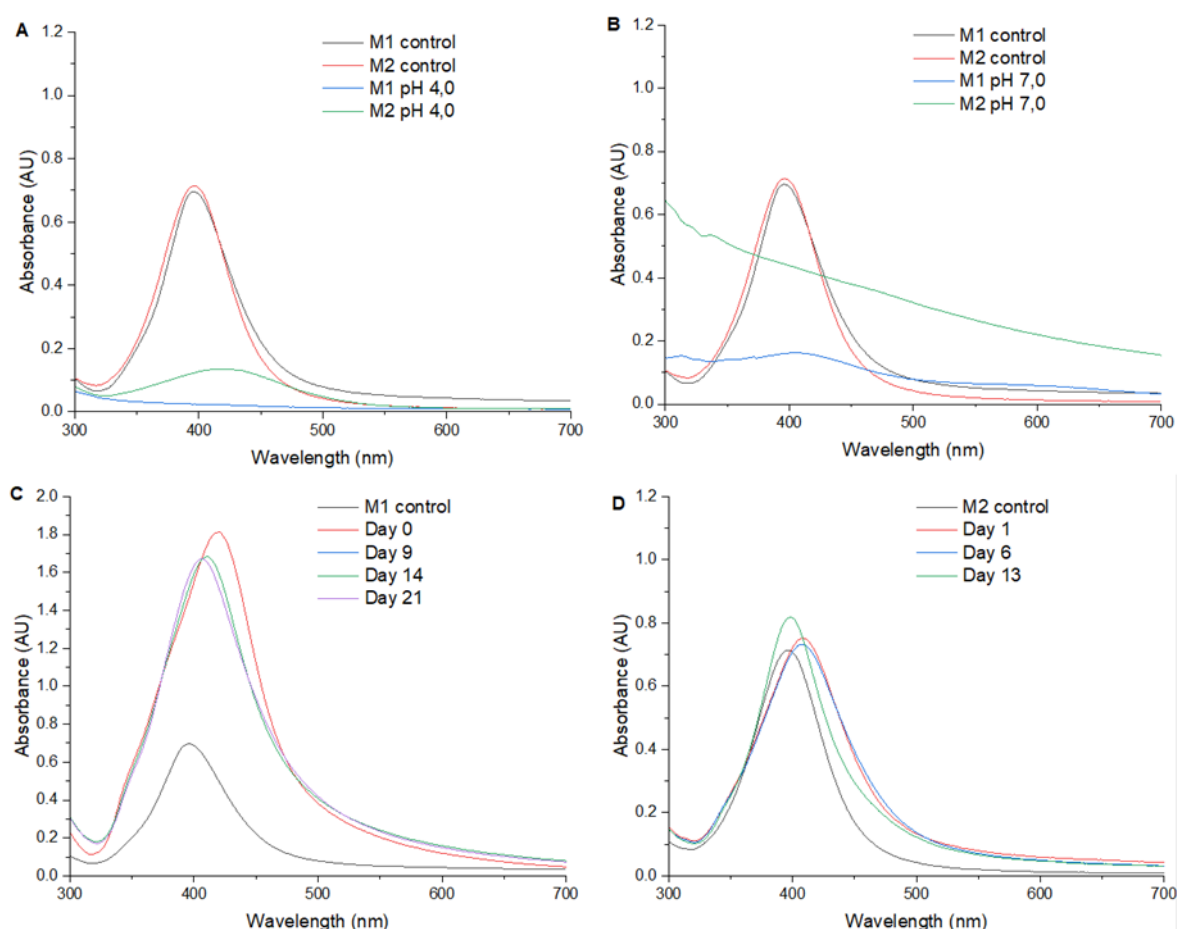 A
M1 control
M2 control
M1 pH 4,0
M2 pH 4,0
1.2
1.0
0.8
0.6
0.4
0.2
0.0
300
400
500
600
700
Absorbance (AU)
Wavelength (nm)
B
M1 control
M2 control
M1 pH 7,0
M2 pH 7,0
1.2
1.0
0.8
0.6
0.4
0.2
0.0
300
400
500
600
700
Absorbance (AU)
Wavelength (nm)
C
M1 control
Day 0
Day 9
Day 14
Day 21
2.0
1.8
1.6
1.4
1.2
1.0
0.8
0.6
0.4
0.2
0.0
300
400
500
600
700
Absorbance (AU)
Wavelength (nm)
D
M2 control
Day 1
Day 6
Day 13
1.2
1.0
0.8
0.6
0.4
0.2
0.0
300
400
500
600
700
Absorbance (AU)
Wavelength (nm)